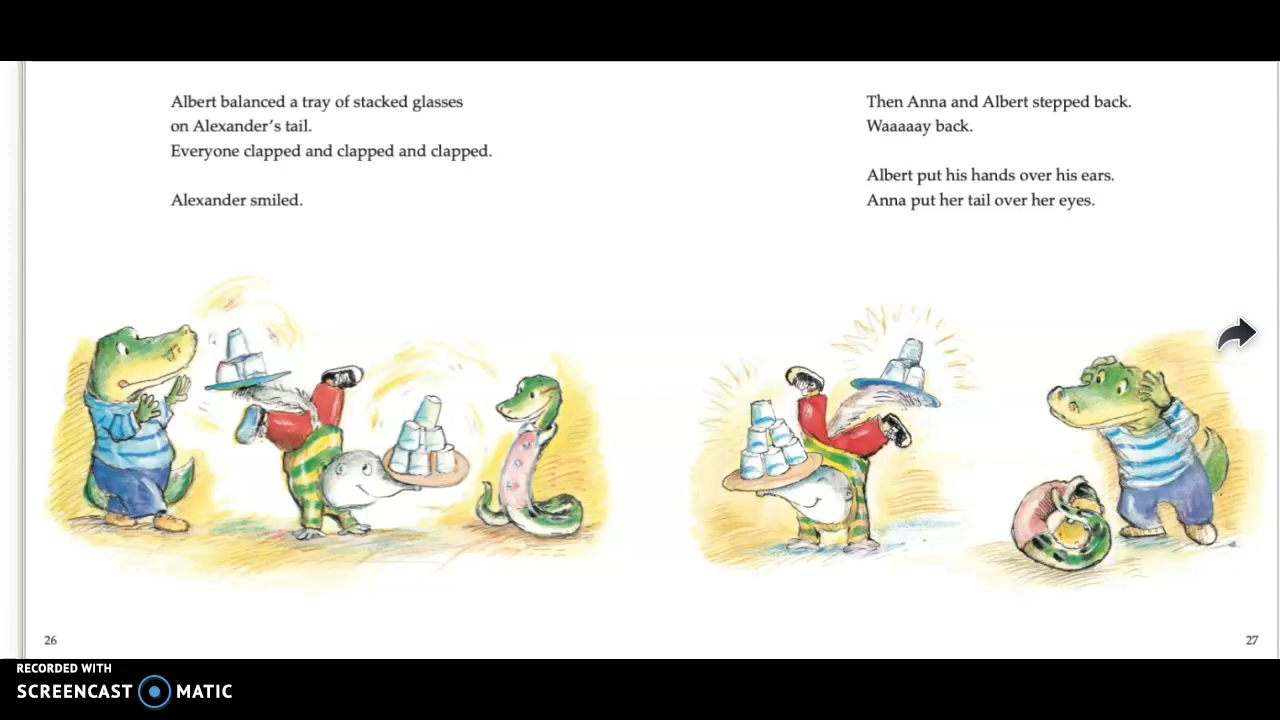 Albert balanced a tray of stacked glasses
on Alexander's tail.
Everyone clapped and clapped and clapped.
Alexander smiled.
Then Anna and Albert stepped back.
Waaaaay back.
Albert put his hands over his ears.
Anna put her tail over her eyes.
26
27
RECORDED WITH
SCREENCAST MATIC